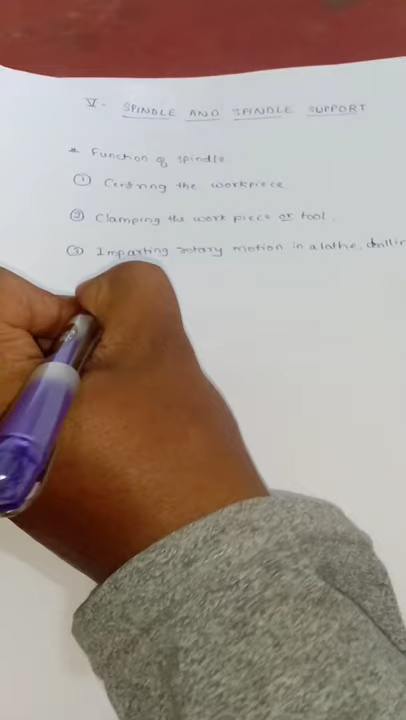 V. SPINDLE AND SPINDLE SUPPORT
* Function of spindle
① Centring the workpiece
② Clamping the work piece or tool.
③ Imparting rotary motion in a lathe, drillin